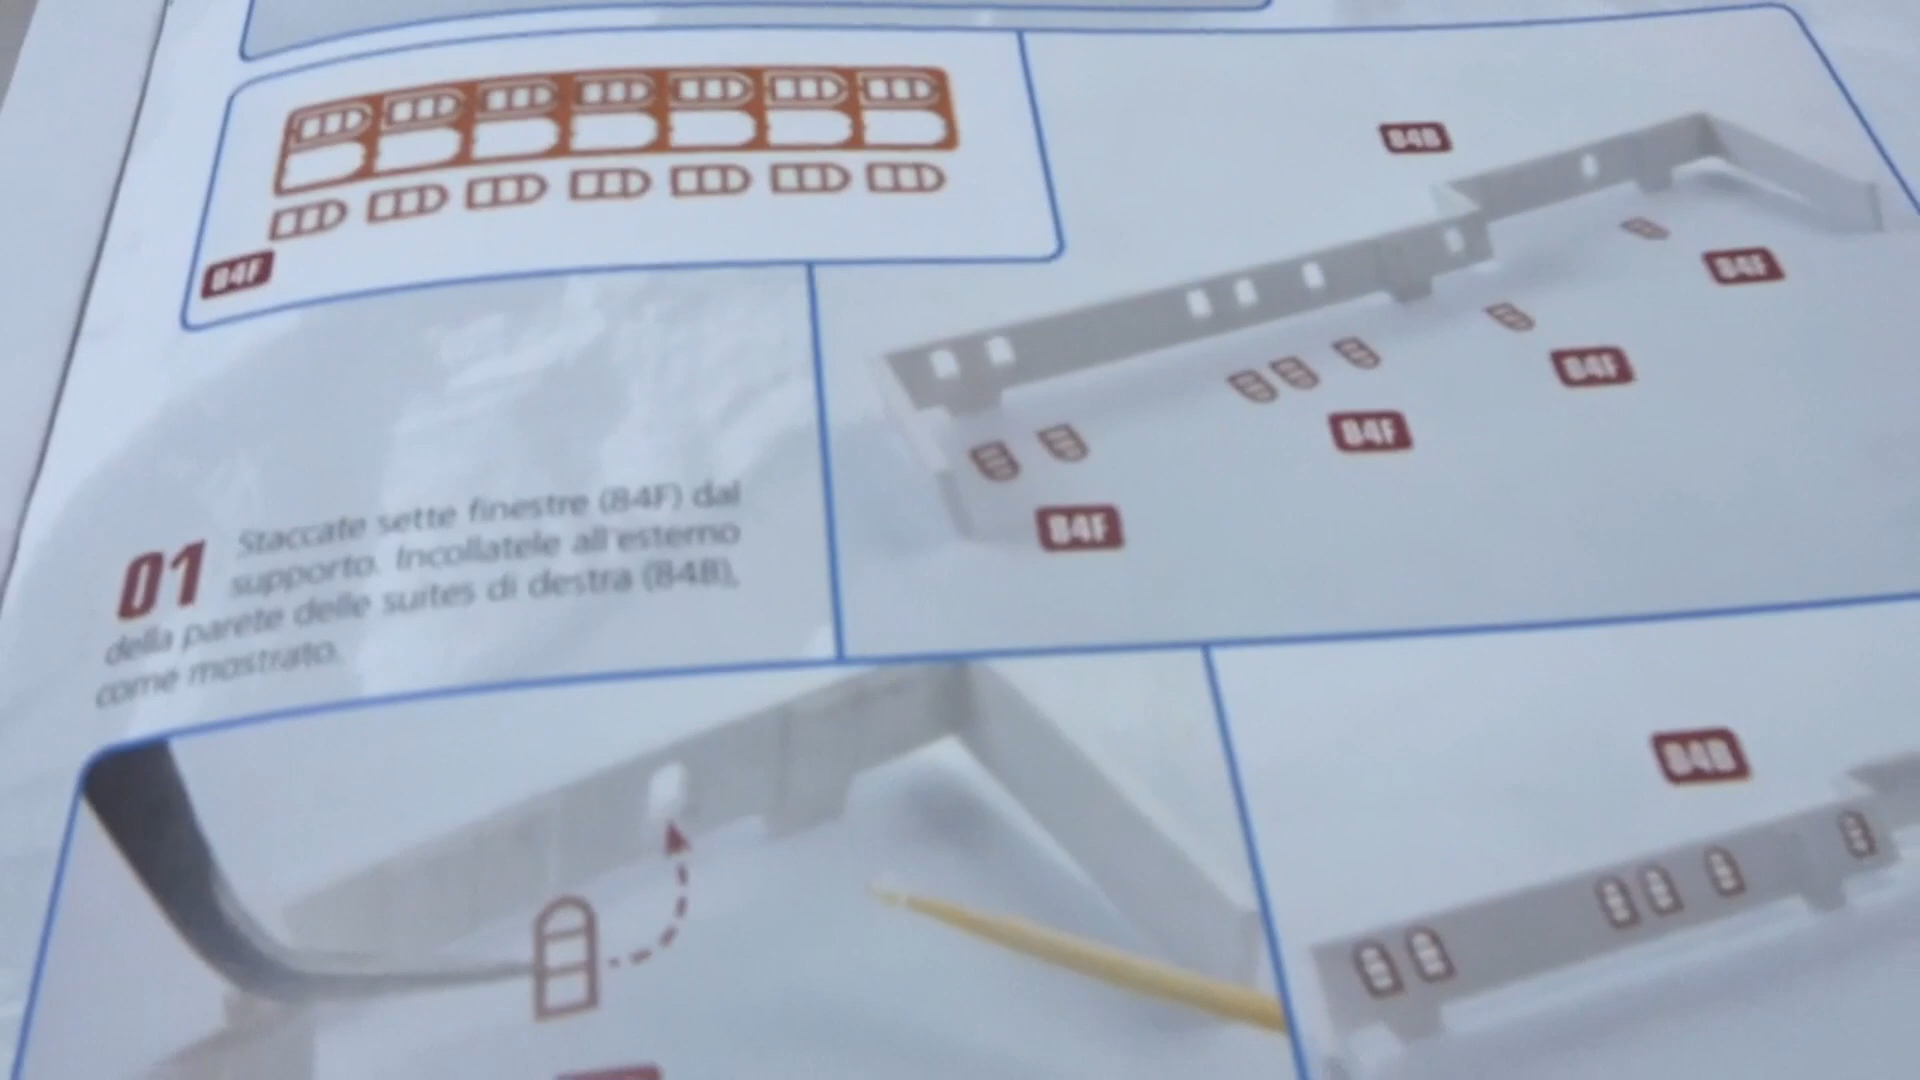 84F
84B
84F
84F
84F
84F
01 Staccate sette finestre (84F) dal
supporto. Incollatele all'esterno
della parete delle suites di destra (84B),
come mostrato.
84B